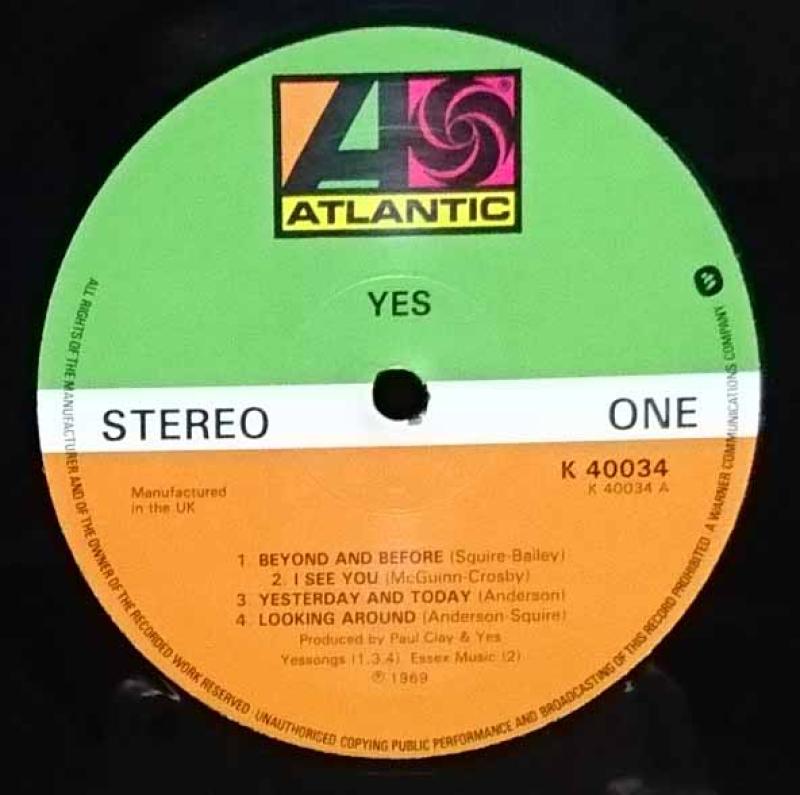 ATLANTIC
®
YES
STEREO
ONE
K 40034
K 40034 A
Manufactured
in the UK
1 BEYOND AND BEFORE (Squire-Bailey)
2. I SEE YOU (McGuinn-Crosby)
3 YESTERDAY AND TODAY (Anderson)
4. LOOKING AROUND (Anderson-Squire)
Produced by Paul Clay & Yes
Yessongs (1.3.4) Essex Music (2)
℗ 1969
ALL RIGHTS OF THE MANUFACTURER AND OF THE OWNER OF THE RECORDED WORK RESERVED UNAUTHORISED COPYING PUBLIC PERFORMANCE AND BROADCASTING OF THIS RECORD PROHIBITED A WARNER COMMUNICATIONS COMPANY